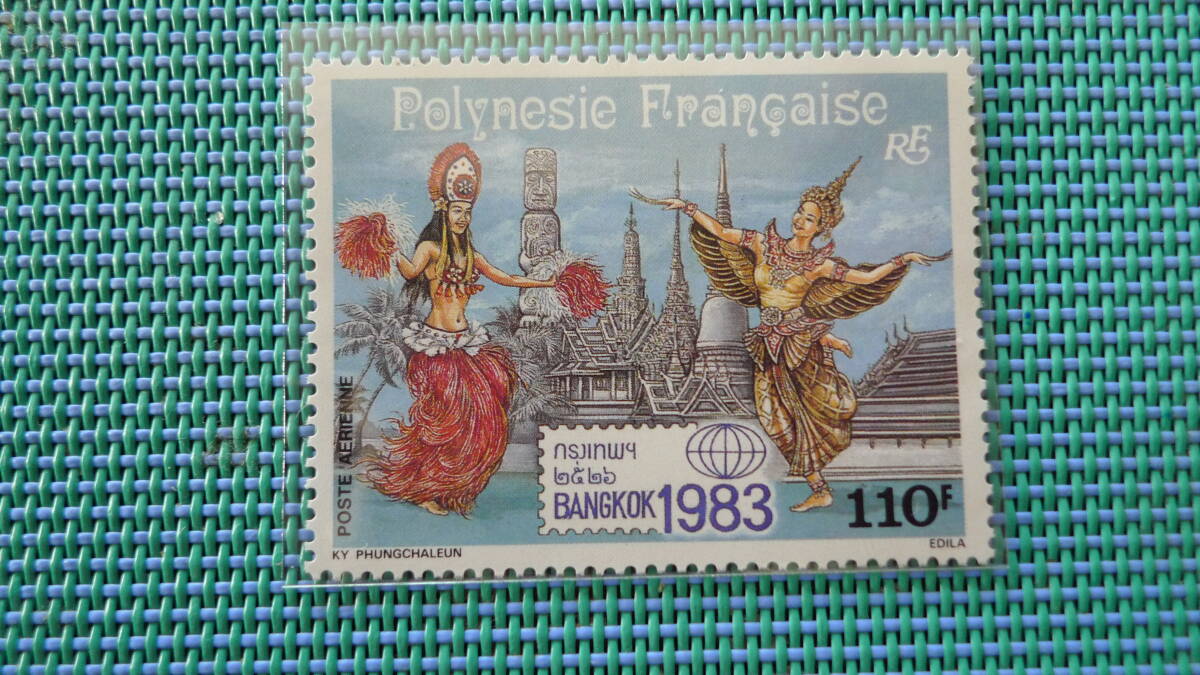 Polynesie Française
RF
POSTE AERIENNE
กรุงเทพฯ
๒๕๒๖
BANGKOK 1983
110F
KY PHUNGCHALEUN
EDILA